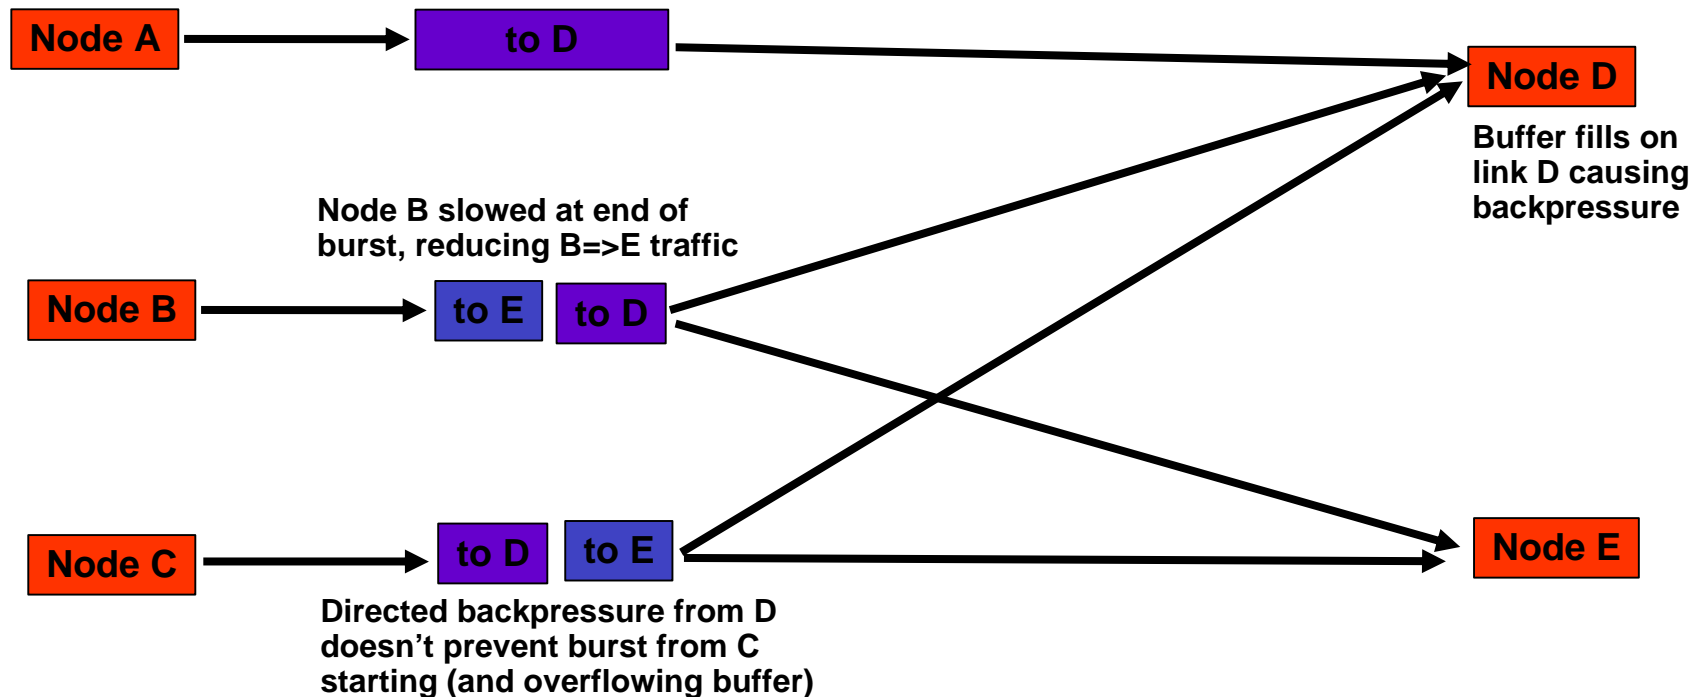 Node A
to D
Node D
Buffer fills on
link D causing
backpressure
Node B slowed at end of
burst, reducing B=>E traffic
Node B
to E
to D
Node C
to D
to E
Node E
Directed backpressure from D
doesn’t prevent burst from C
starting (and overflowing buffer)